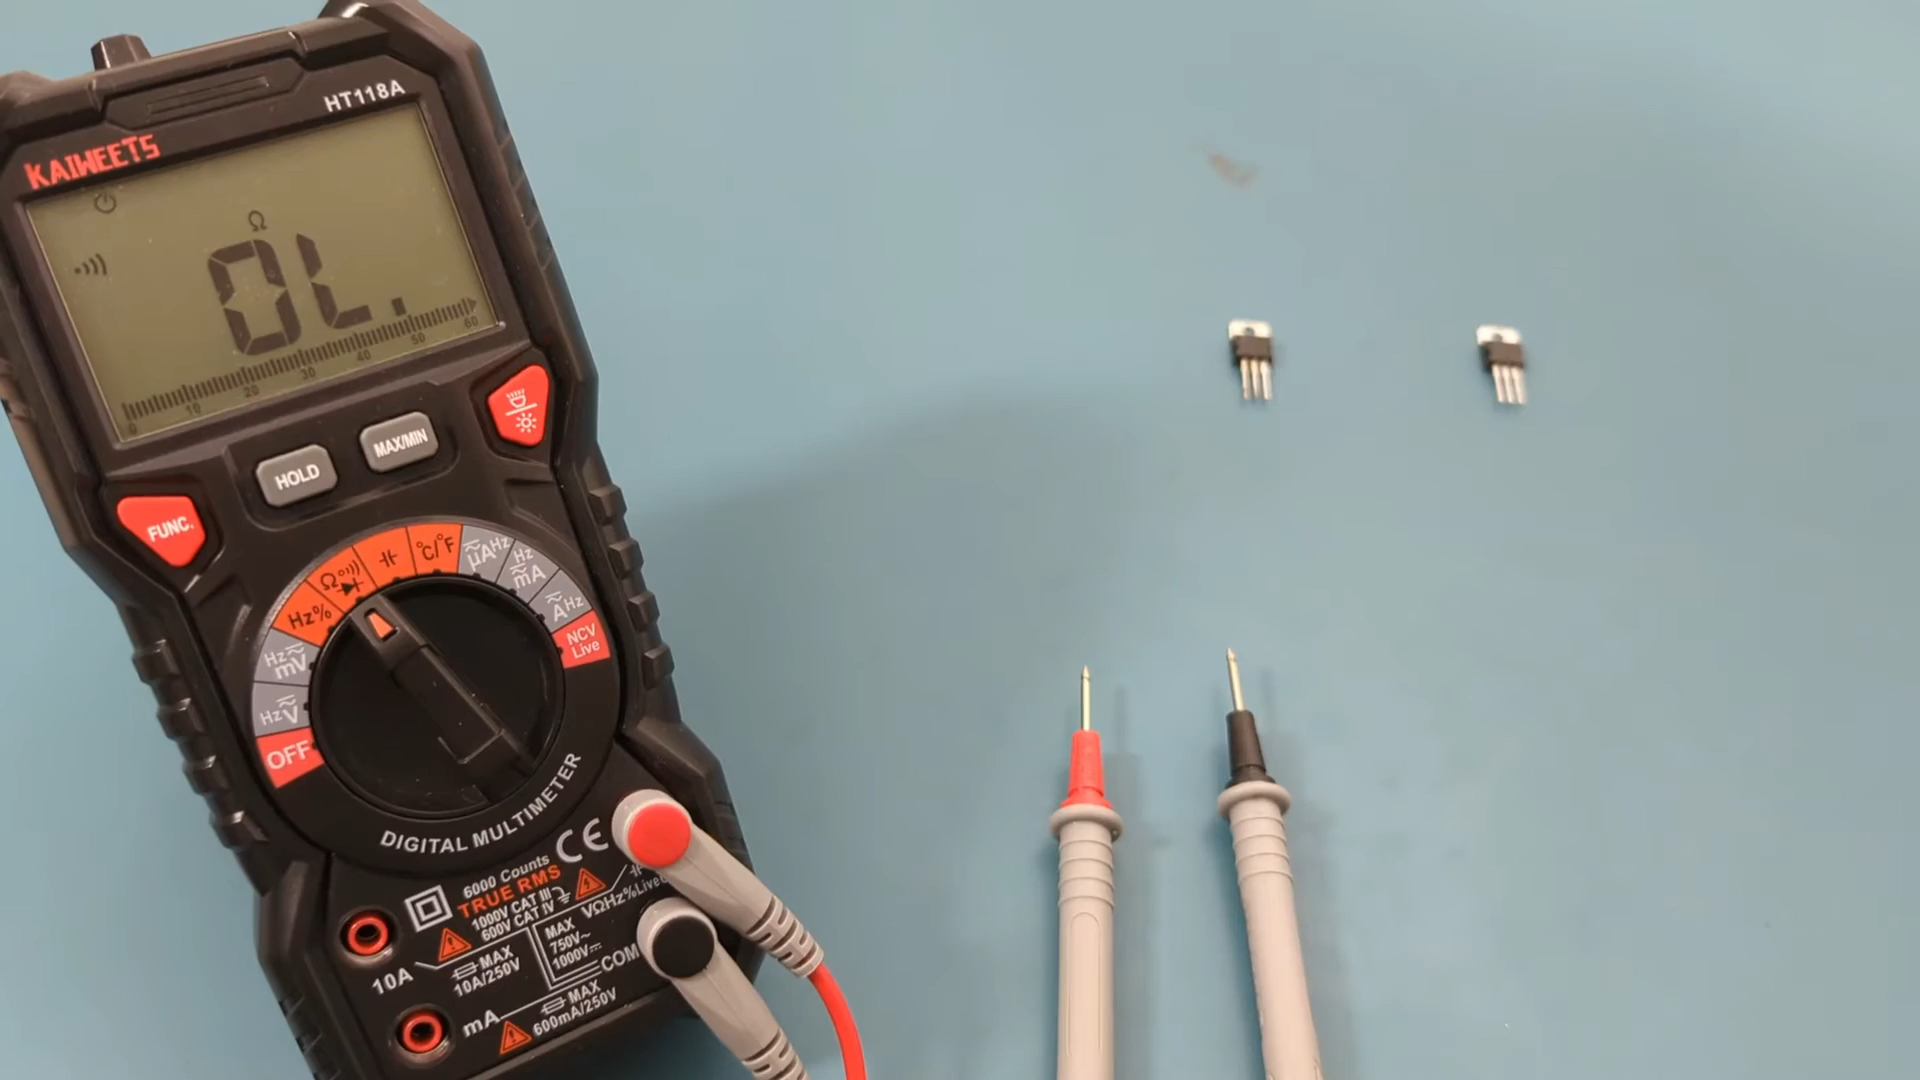 HT118A
KAIWEETS
Ω
OL.
0 10 20 30 40 50 60
HOLD
MAX/MIN
FUNC.
Ω
°C/°F
μA Hz
Hz mA
A Hz
NCV Live
Hz%
Hz mV
Hz V
OFF
DIGITAL MULTIMETER
CE
6000 Counts
TRUE RMS
1000V CAT III
600V CAT IV
VΩHz%Live
10A
MAX
10A/250V
MAX
750V~
1000V
COM
mA
MAX
600mA/250V